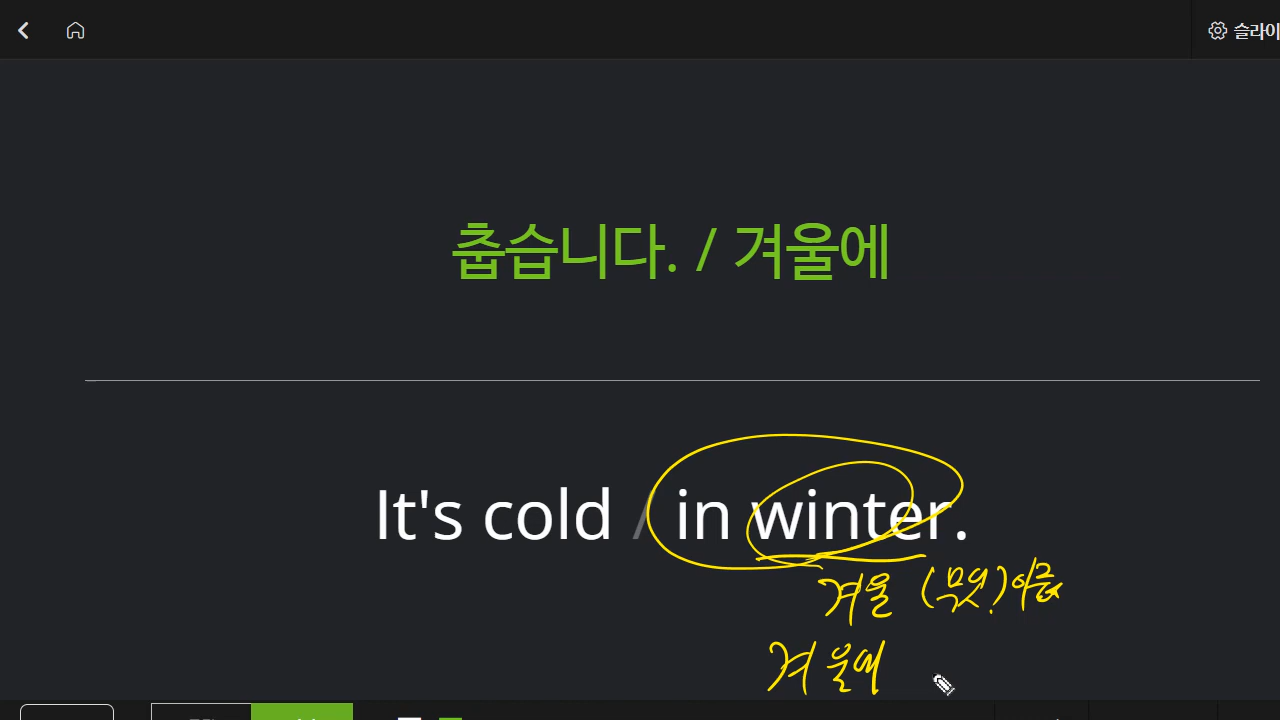 슬라이
춥습니다. / 겨울에
It's cold / in winter.
겨울 (무엇?) 이름
겨울에